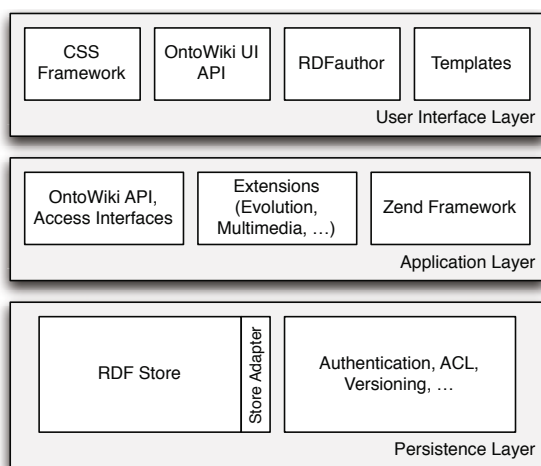 CSS
Framework
OntoWiki UI
API
RDFauthor
Templates
User Interface Layer
OntoWiki API,
Access Interfaces
Extensions
(Evolution,
Multimedia, …)
Zend Framework
Application Layer
RDF Store
Store Adapter
Authentication, ACL,
Versioning, …
Persistence Layer